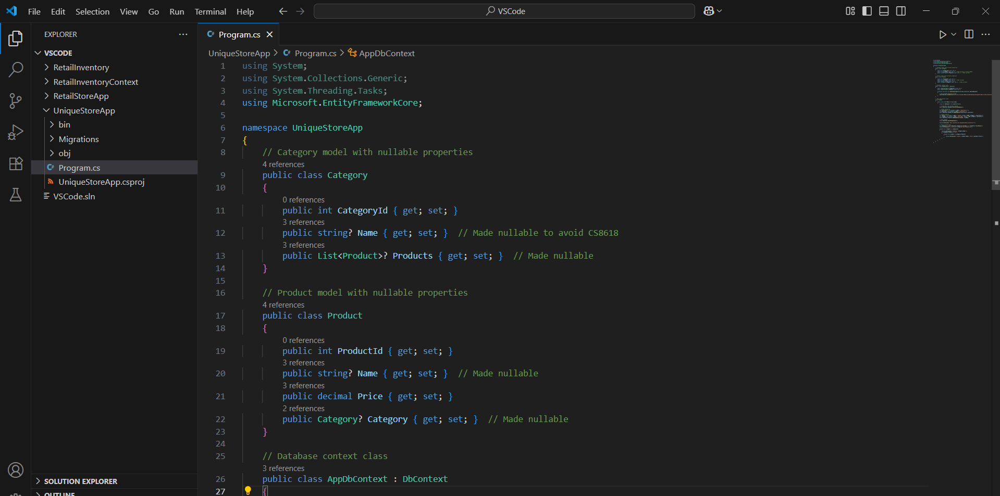 File Edit Selection View Go Run Terminal Help
VSCode
EXPLORER
VSCODE
RetailInventory
RetailInventoryContext
RetailStoreApp
UniqueStoreApp
bin
Migrations
obj
C# Program.cs
UniqueStoreApp.csproj
VSCode.sln
SOLUTION EXPLORER
OUTLINE
C# Program.cs
UniqueStoreApp > C# Program.cs > AppDbContext
1 using System;
2 using System.Collections.Generic;
3 using System.Threading.Tasks;
4 using Microsoft.EntityFrameworkCore;
5
6 namespace UniqueStoreApp
7 {
8 // Category model with nullable properties
4 references
9 public class Category
10 {
0 references
11 public int CategoryId { get; set; }
3 references
12 public string? Name { get; set; }  // Made nullable to avoid CS8618
3 references
13 public List<Product>? Products { get; set; }  // Made nullable
14 }
15
16 // Product model with nullable properties
4 references
17 public class Product
18 {
0 references
19 public int ProductId { get; set; }
3 references
20 public string? Name { get; set; }  // Made nullable
3 references
21 public decimal Price { get; set; }
2 references
22 public Category? Category { get; set; }  // Made nullable
23 }
24
25 // Database context class
3 references
26 public class AppDbContext : DbContext
27 {